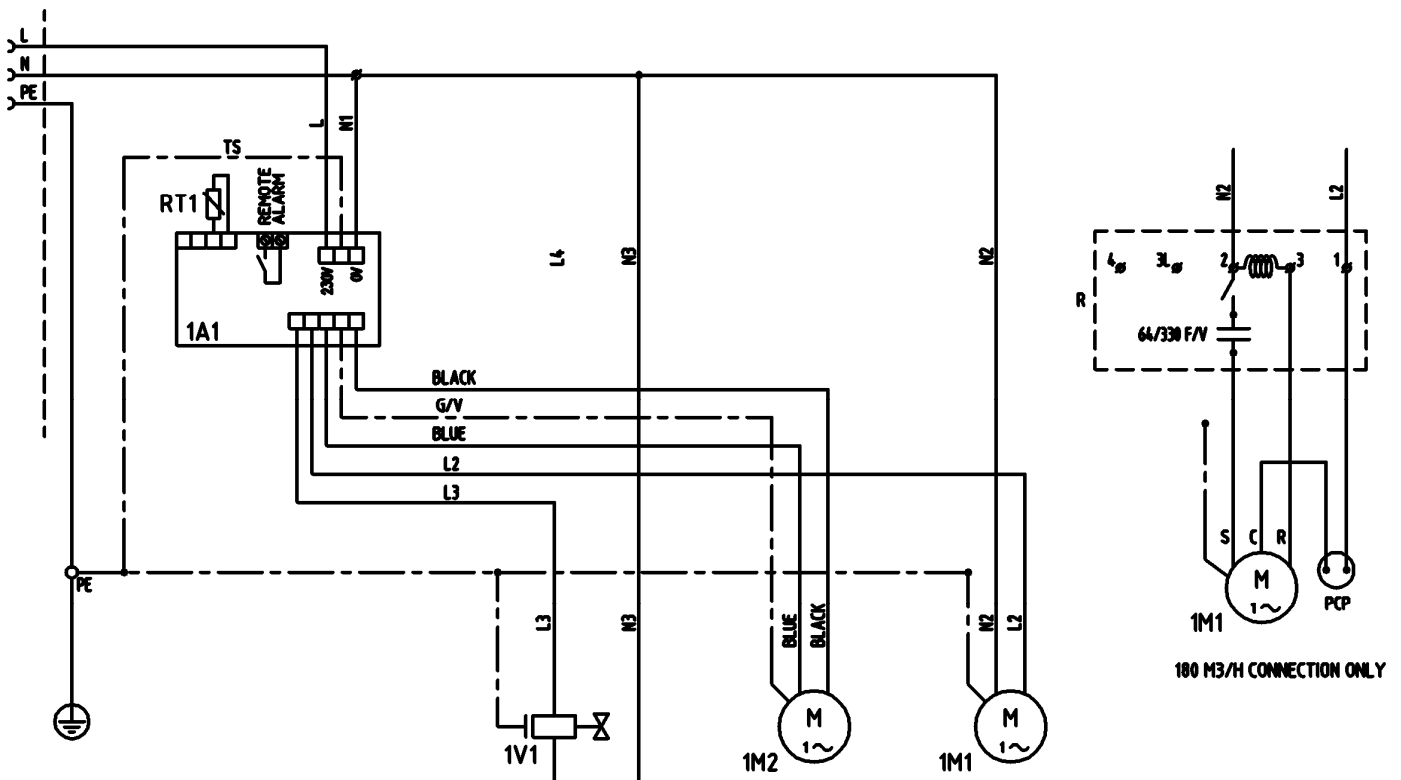 L
N
PE
L
N1
TS
RT1
REMOTE
ALARM
230V
0V
1A1
L4
N3
N2
BLACK
G/V
BLUE
L2
L3
PE
L3
N3
BLUE
BLACK
N2
L2
1V1
M
1~
1M2
M
1~
1M1
N2
L2
4
3L
2
3
1
R
64/330 F/V
S
C
R
M
1~
1M1
PCP
180 M3/H CONNECTION ONLY